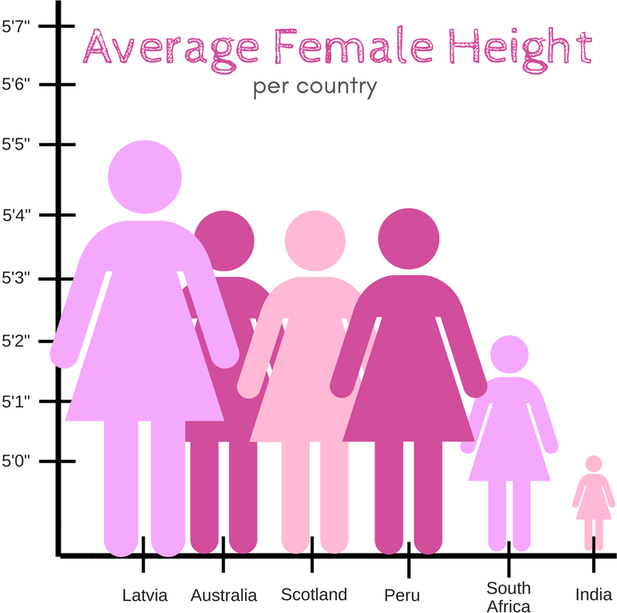 Average Female Height
per country
5'7"
5'6"
5'5"
5'4"
5'3"
5'2"
5'1"
5'0"
Latvia
Australia
Scotland
Peru
South
Africa
India